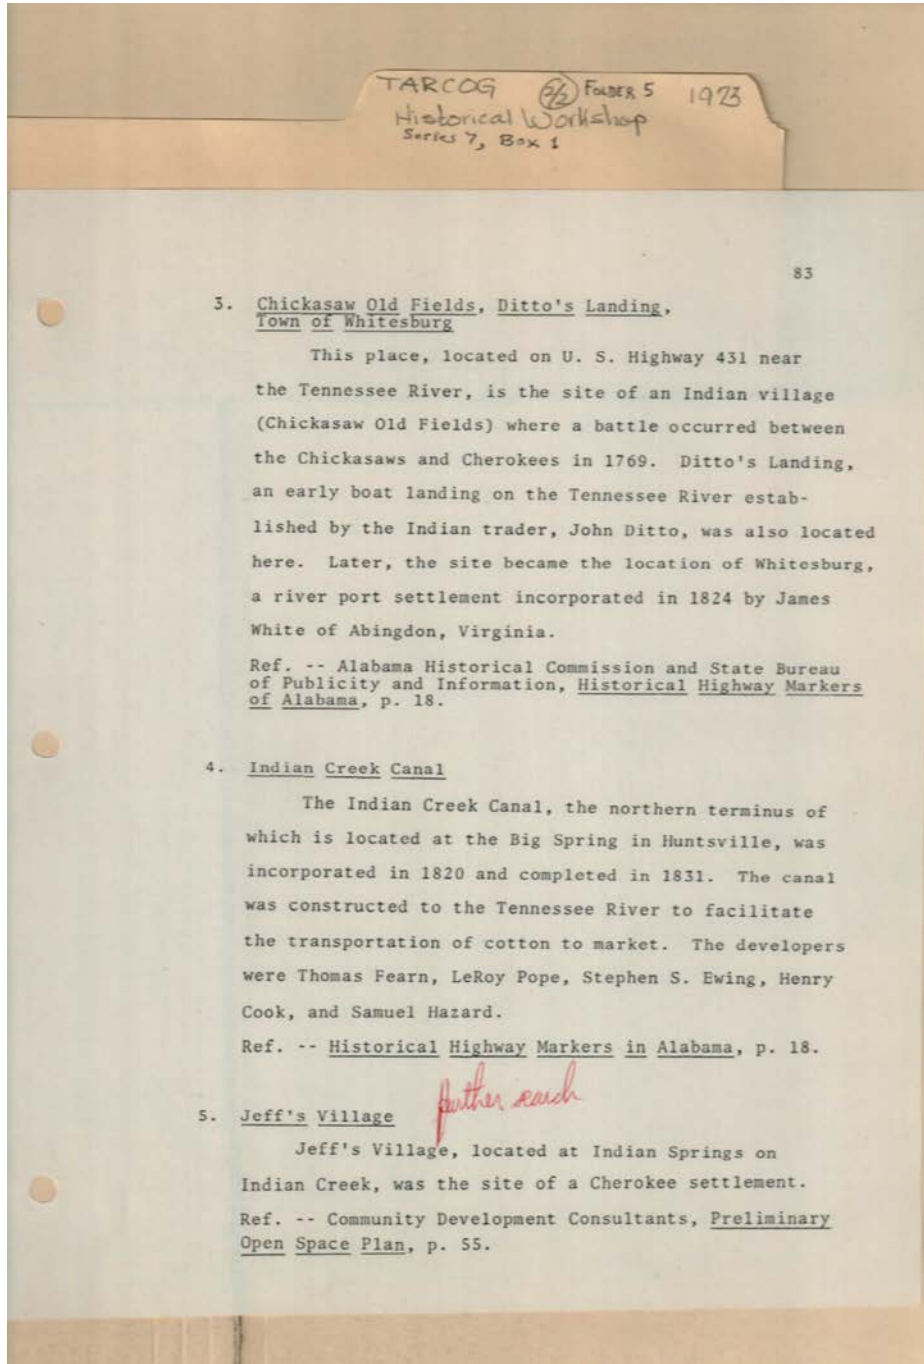 TARCOG 2/2 FOLDER 5 1973
Historical Workshop
Series 7, Box 1
83
3. Chickasaw Old Fields, Ditto's Landing,
Town of Whitesburg
This place, located on U. S. Highway 431 near
the Tennessee River, is the site of an Indian village
(Chickasaw Old Fields) where a battle occurred between
the Chickasaws and Cherokees in 1769. Ditto's Landing,
an early boat landing on the Tennessee River estab-
lished by the Indian trader, John Ditto, was also located
here. Later, the site became the location of Whitesburg,
a river port settlement incorporated in 1824 by James
White of Abingdon, Virginia.
Ref. -- Alabama Historical Commission and State Bureau
of Publicity and Information, Historical Highway Markers
of Alabama, p. 18.
4. Indian Creek Canal
The Indian Creek Canal, the northern terminus of
which is located at the Big Spring in Huntsville, was
incorporated in 1820 and completed in 1831. The canal
was constructed to the Tennessee River to facilitate
the transportation of cotton to market. The developers
were Thomas Fearn, LeRoy Pope, Stephen S. Ewing, Henry
Cook, and Samuel Hazard.
Ref. -- Historical Highway Markers in Alabama, p. 18.
further search
5. Jeff's Village
Jeff's Village, located at Indian Springs on
Indian Creek, was the site of a Cherokee settlement.
Ref. -- Community Development Consultants, Preliminary
Open Space Plan, p. 55.